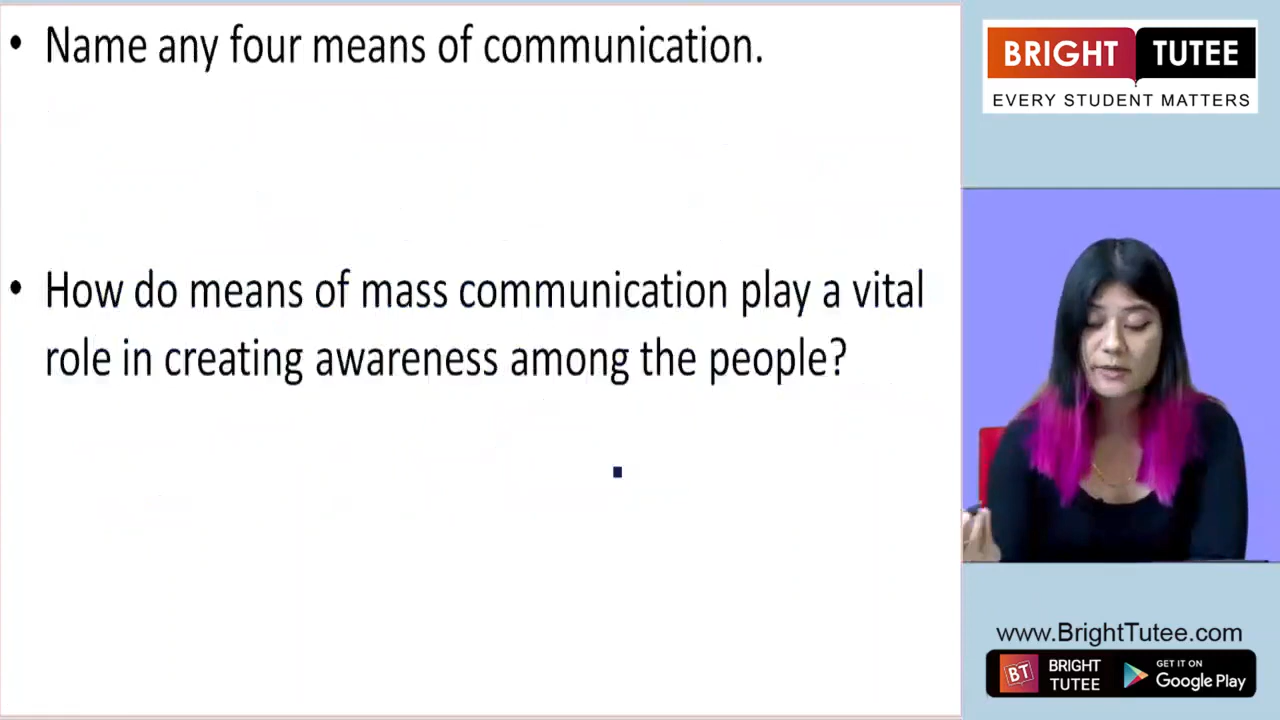 • Name any four means of communication.
• How do means of mass communication play a vital
role in creating awareness among the people?
BRIGHT TUTEE
EVERY STUDENT MATTERS
www.BrightTutee.com
BT
BRIGHT
TUTEE
GET IT ON
Google Play